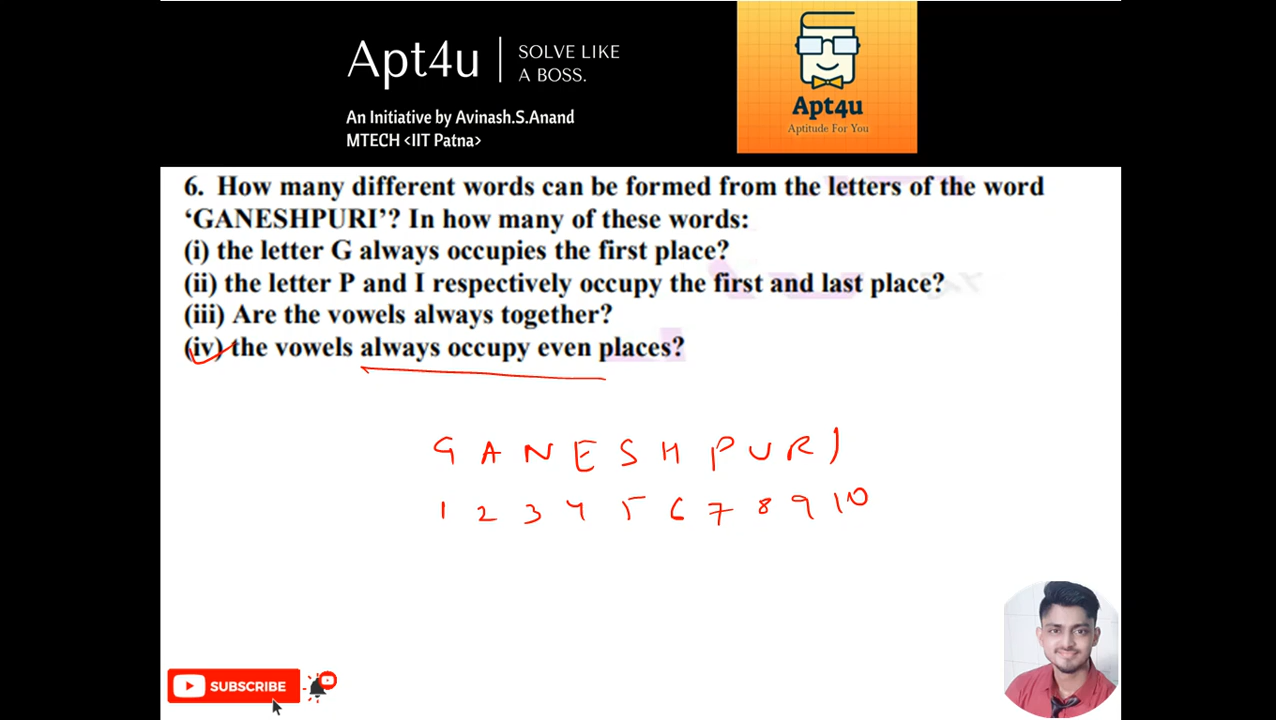 Apt4u
SOLVE LIKE
A BOSS.
An Initiative by Avinash.S.Anand
MTECH <IIT Patna>
Apt4u
Aptitude For You
6. How many different words can be formed from the letters of the word
‘GANESHPURI’? In how many of these words:
(i) the letter G always occupies the first place?
(ii) the letter P and I respectively occupy the first and last place?
(iii) Are the vowels always together?
(iv) the vowels always occupy even places?
G A N E S H P U R I
1 2 3 4 5 6 7 8 9 10
SUBSCRIBE